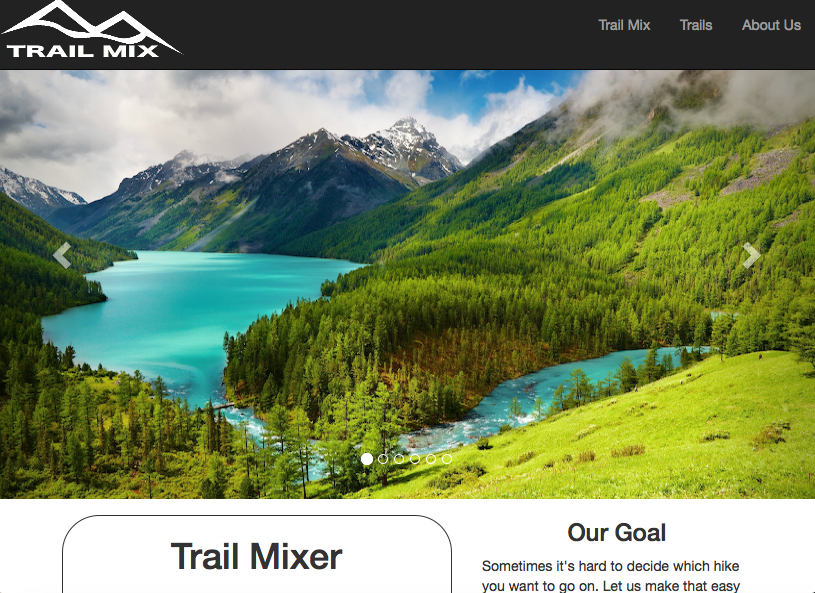 TRAIL MIX
Trail Mix Trails About Us
Trail Mixer
Our Goal
Sometimes it's hard to decide which hike
you want to go on. Let us make that easy